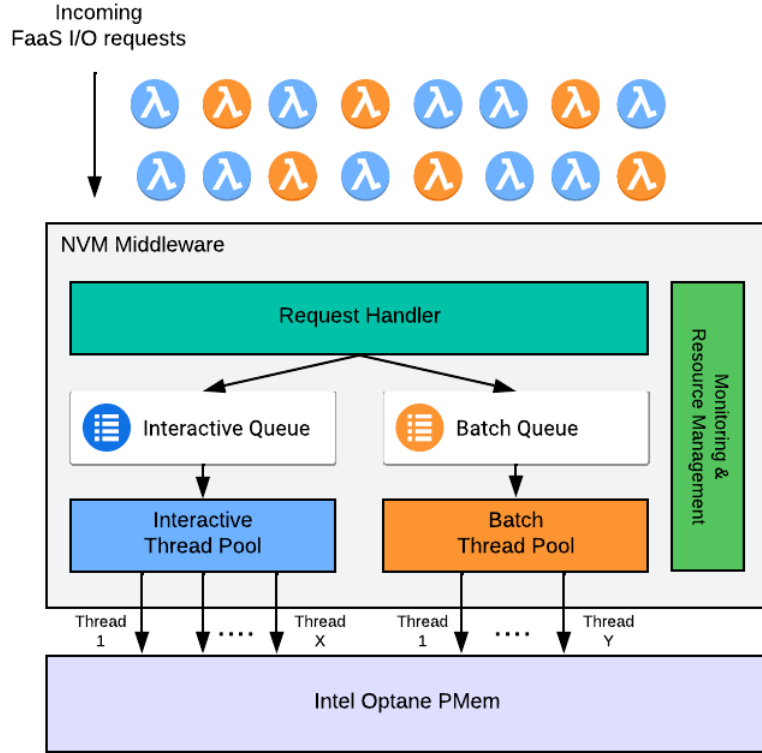 Incoming
FaaS I/O requests
λ λ λ λ λ λ λ λ
λ λ λ λ λ λ λ λ
NVM Middleware
Request Handler
Monitoring &
Resource Management
Interactive Queue
Batch Queue
Interactive
Thread Pool
Batch
Thread Pool
Thread
1
....
Thread
X
Thread
1
....
Thread
Y
Intel Optane PMem